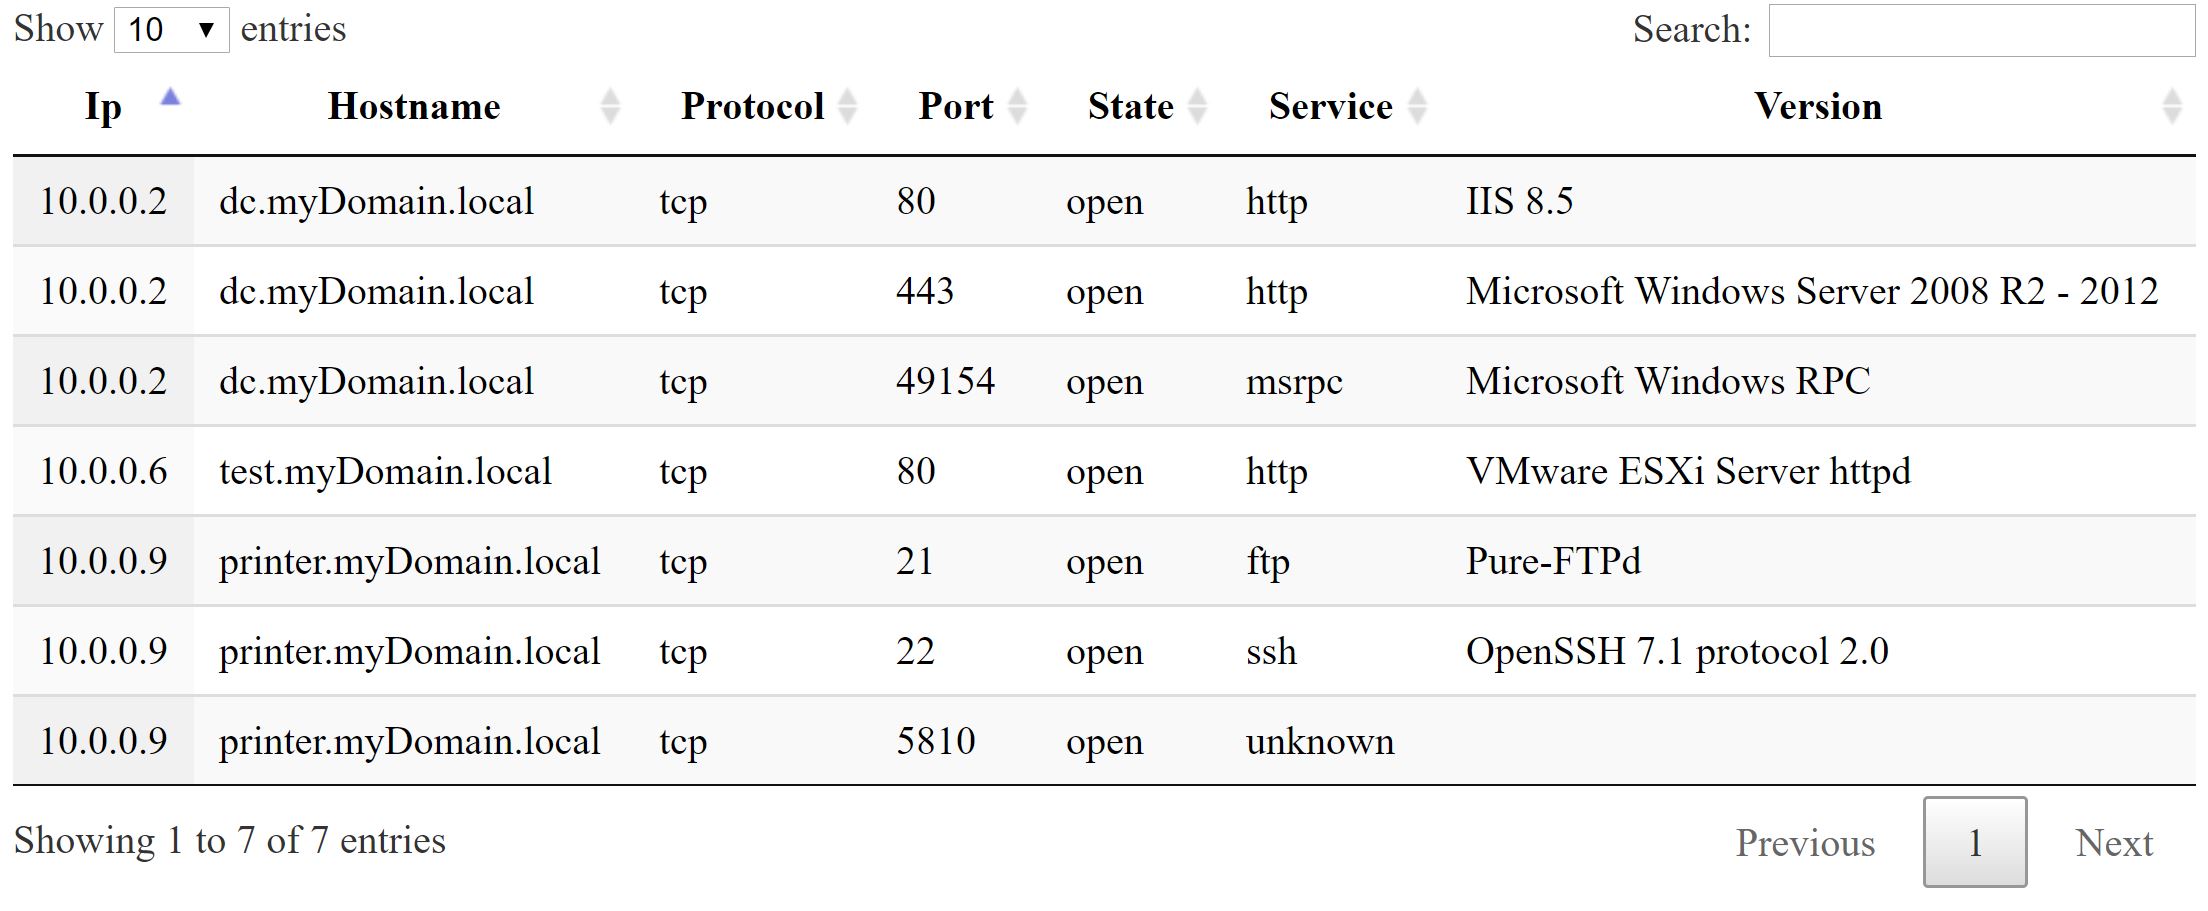 Show 10 entries Search:
Ip Hostname Protocol Port State Service Version
10.0.0.2 dc.myDomain.local tcp 80 open http IIS 8.5
10.0.0.2 dc.myDomain.local tcp 443 open http Microsoft Windows Server 2008 R2 - 2012
10.0.0.2 dc.myDomain.local tcp 49154 open msrpc Microsoft Windows RPC
10.0.0.6 test.myDomain.local tcp 80 open http VMware ESXi Server httpd
10.0.0.9 printer.myDomain.local tcp 21 open ftp Pure-FTPd
10.0.0.9 printer.myDomain.local tcp 22 open ssh OpenSSH 7.1 protocol 2.0
10.0.0.9 printer.myDomain.local tcp 5810 open unknown
Showing 1 to 7 of 7 entries Previous 1 Next